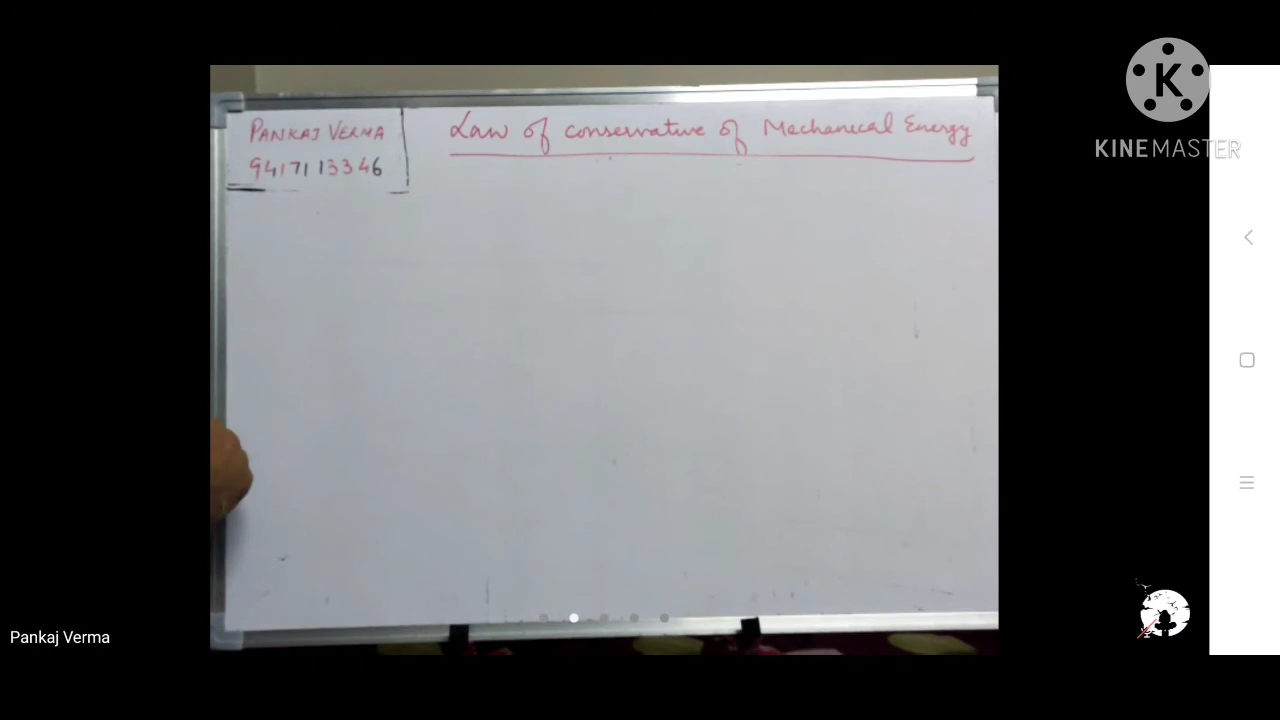 PANKAJ VERMA
9417113346
Law of conservative of Mechanical Energy
KINEMASTER
K
Pankaj Verma